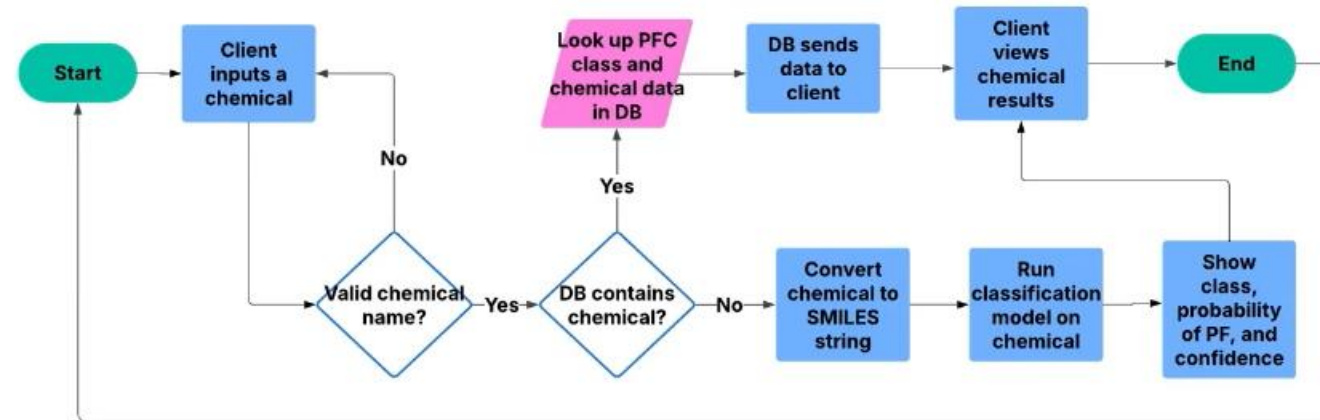 Start
Client
inputs a
chemical
No
Valid chemical
name?
Yes
DB contains
chemical?
Yes
Look up PFC
class and
chemical data
in DB
DB sends
data to
client
Client
views
chemical
results
End
No
Convert
chemical to
SMILES
string
Run
classification
model on
chemical
Show
class,
probability
of PF, and
confidence